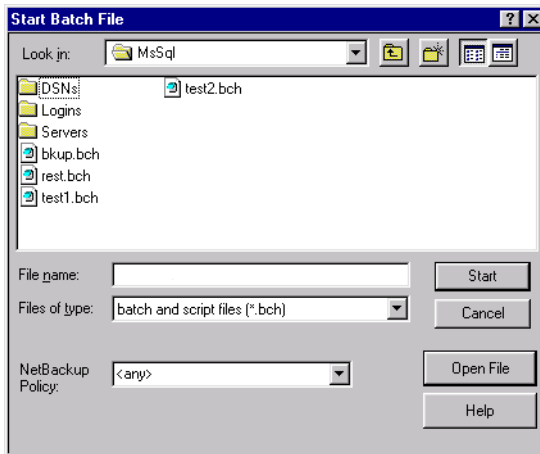 Start Batch File
Look in: MsSql
DSNs test2.bch
Logins
Servers
bkup.bch
rest.bch
test1.bch
File name: Start
Files of type: batch and script files (*.bch) Cancel
NetBackup Policy: <any> Open File
Help